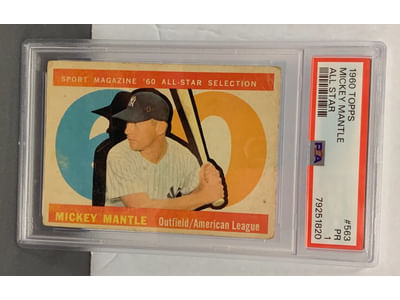 SPORT MAGAZINE '60 ALL-STAR SELECTION
60
MICKEY MANTLE Outfield/American League
1960 TOPPS #563
MICKEY MANTLE PR
ALL STAR 1
PSA
79251820